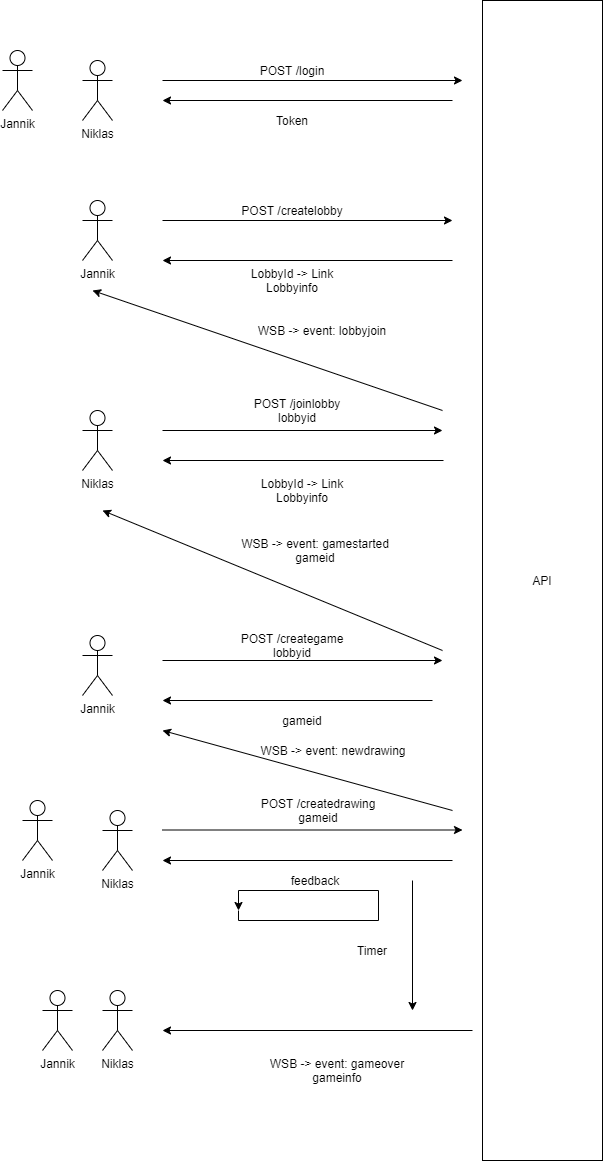 POST /login
Jannik
Niklas
Token
POST /createlobby
Jannik
LobbyId -> Link
Lobbyinfo
WSB -> event: lobbyjoin
POST /joinlobby
lobbyid
Niklas
LobbyId -> Link
Lobbyinfo
WSB -> event: gamestarted
gameid
API
POST /creategame
lobbyid
Jannik
gameid
WSB -> event: newdrawing
POST /createdrawing
gameid
Jannik
Niklas
feedback
Timer
Jannik
Niklas
WSB -> event: gameover
gameinfo